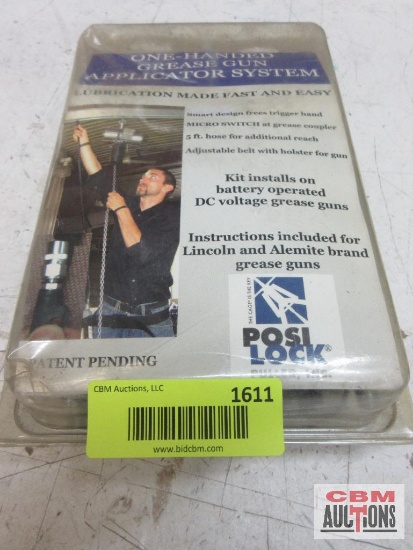 ONE-HANDED
GREASE GUN
APPLICATOR SYSTEM
LUBRICATION MADE FAST AND EASY
Smart design frees trigger hand
MICRO SWITCH at grease coupler
5 ft. hose for additional reach
Adjustable belt with holster for gun
Kit installs on
battery operated
DC voltage grease guns
Instructions included for
Lincoln and Alemite brand
grease guns
POSI
LOCK®
PULLER, INC.
PATENT PENDING
CBM Auctions, LLC
1611
www.bidcbm.com
CBM
AUCTIONS